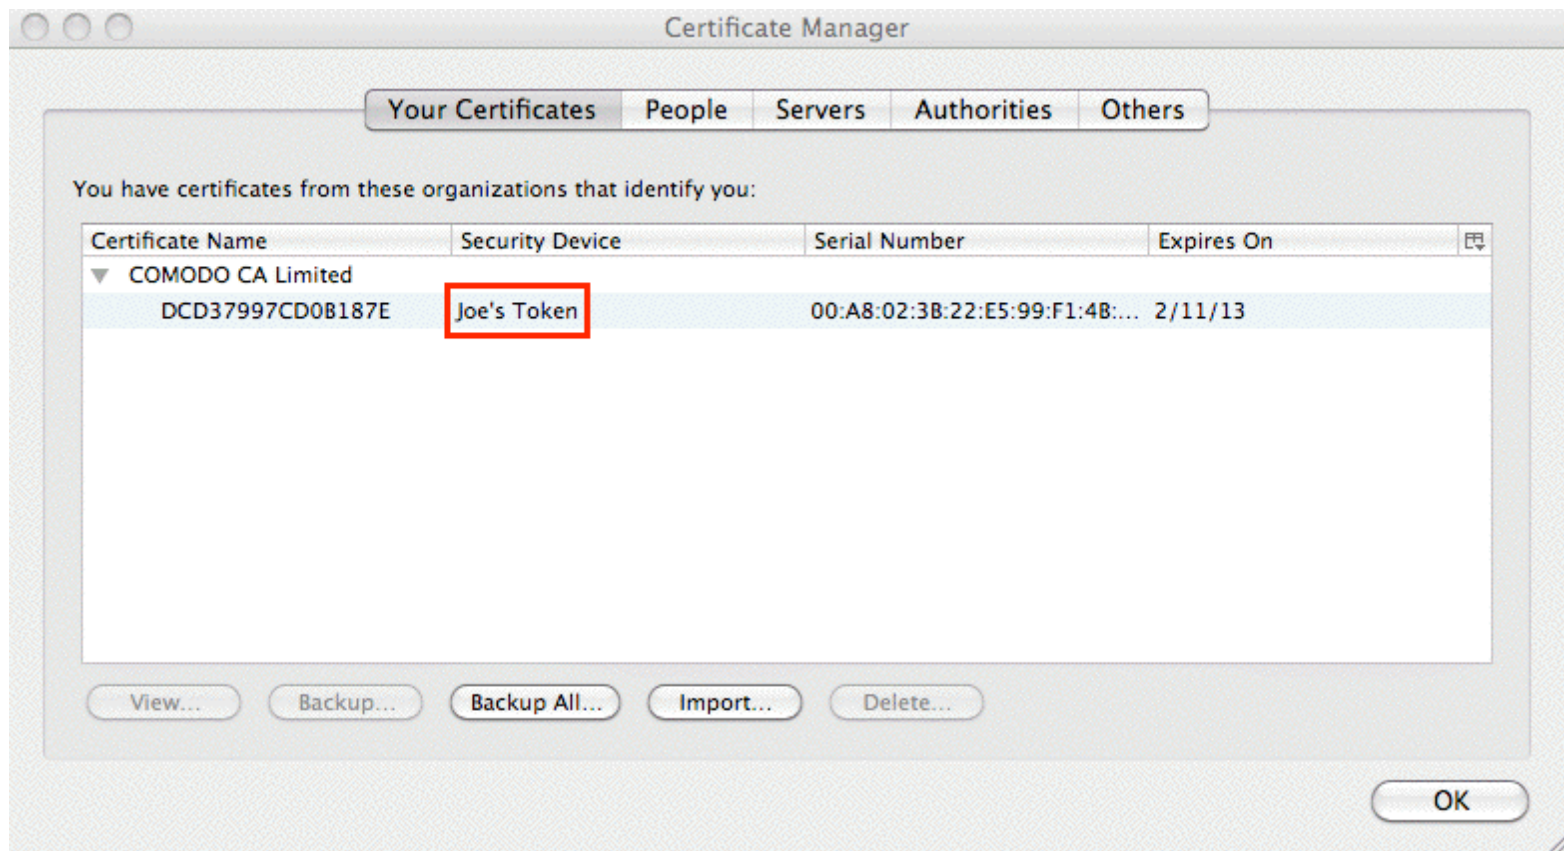 Certificate Manager
Your Certificates People Servers Authorities Others
You have certificates from these organizations that identify you:
Certificate Name Security Device Serial Number Expires On
COMODO CA Limited
DCD37997CD0B187E Joe's Token 00:A8:02:3B:22:E5:99:F1:4B:... 2/11/13
View... Backup... Backup All... Import... Delete...
OK